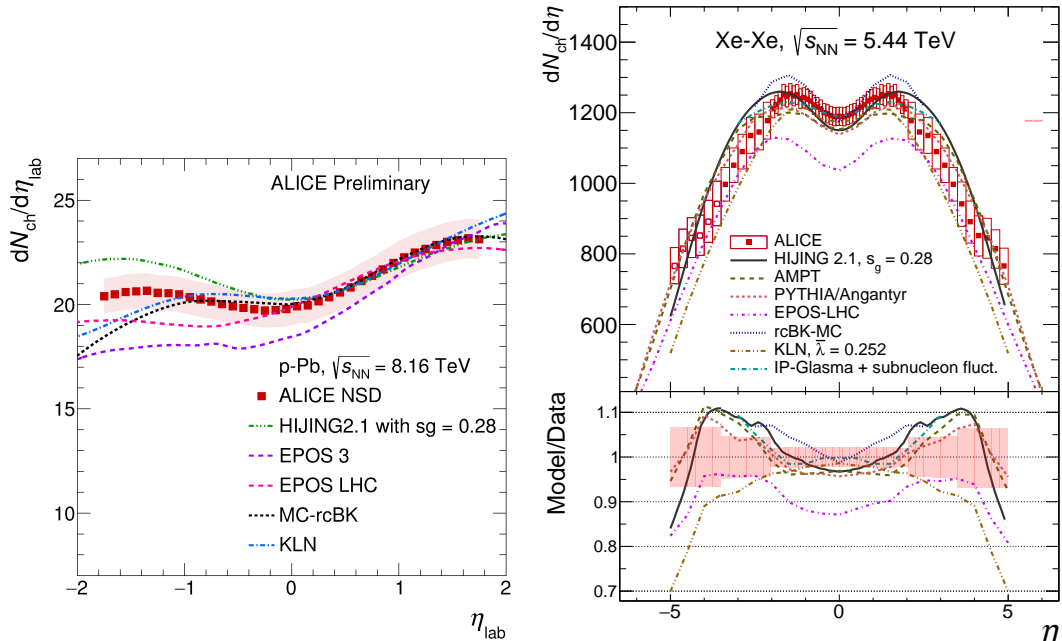 dN_ch/dη_lab
ALICE Preliminary
25
20
15
10
p-Pb, √s_NN = 8.16 TeV
ALICE NSD
HIJING2.1 with sg = 0.28
EPOS 3
EPOS LHC
MC-rcBK
KLN
−2 −1 0 1 2
η_lab
dN_ch/dη
Xe-Xe, √s_NN = 5.44 TeV
1400
1200
1000
800
600
ALICE
HIJING 2.1, s_g = 0.28
AMPT
PYTHIA/Angantyr
EPOS-LHC
rcBK-MC
KLN, λ̄ = 0.252
IP-Glasma + subnucleon fluct.
Model/Data
1.1
1
0.9
0.8
0.7
−5 0 5
η